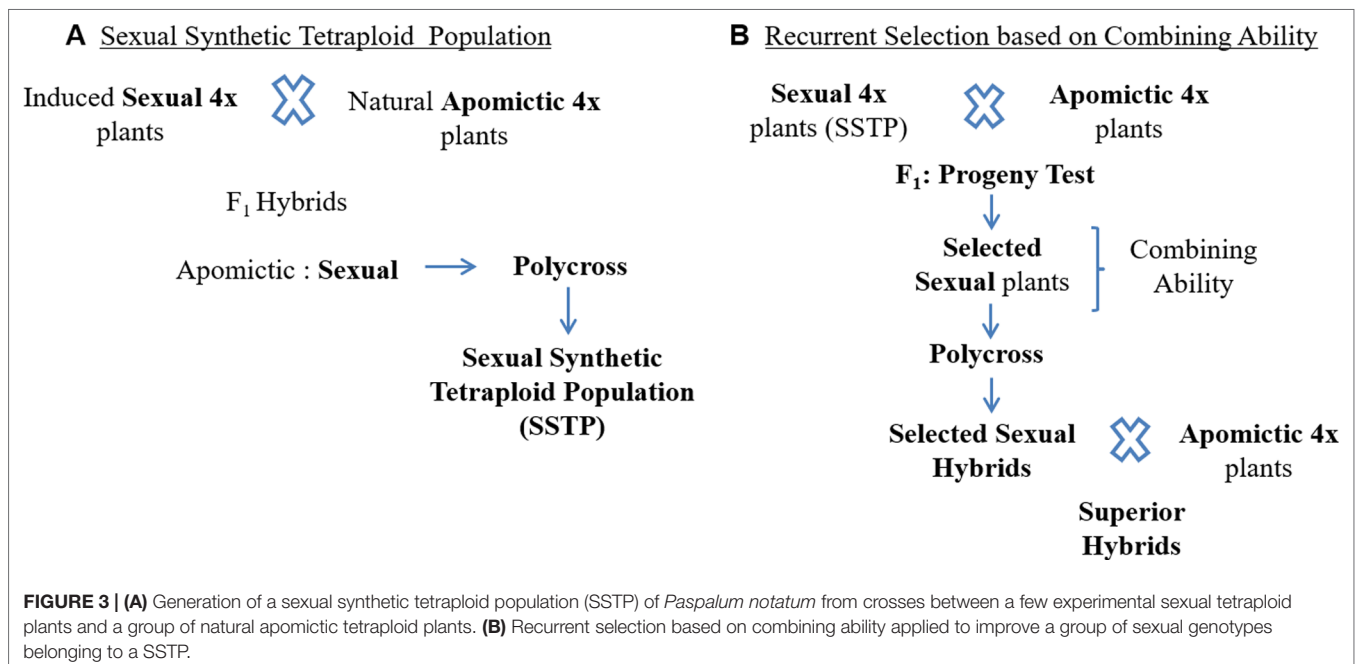 A Sexual Synthetic Tetraploid Population
Induced Sexual 4x
plants
Natural Apomictic 4x
plants
F₁ Hybrids
Apomictic : Sexual
Polycross
Sexual Synthetic
Tetraploid Population
(SSTP)
B Recurrent Selection based on Combining Ability
Sexual 4x
plants (SSTP)
Apomictic 4x
plants
F₁: Progeny Test
Selected
Sexual plants
Combining
Ability
Polycross
Selected Sexual
Hybrids
Apomictic 4x
plants
Superior
Hybrids
FIGURE 3 | (A) Generation of a sexual synthetic tetraploid population (SSTP) of Paspalum notatum from crosses between a few experimental sexual tetraploid
plants and a group of natural apomictic tetraploid plants. (B) Recurrent selection based on combining ability applied to improve a group of sexual genotypes
belonging to a SSTP.